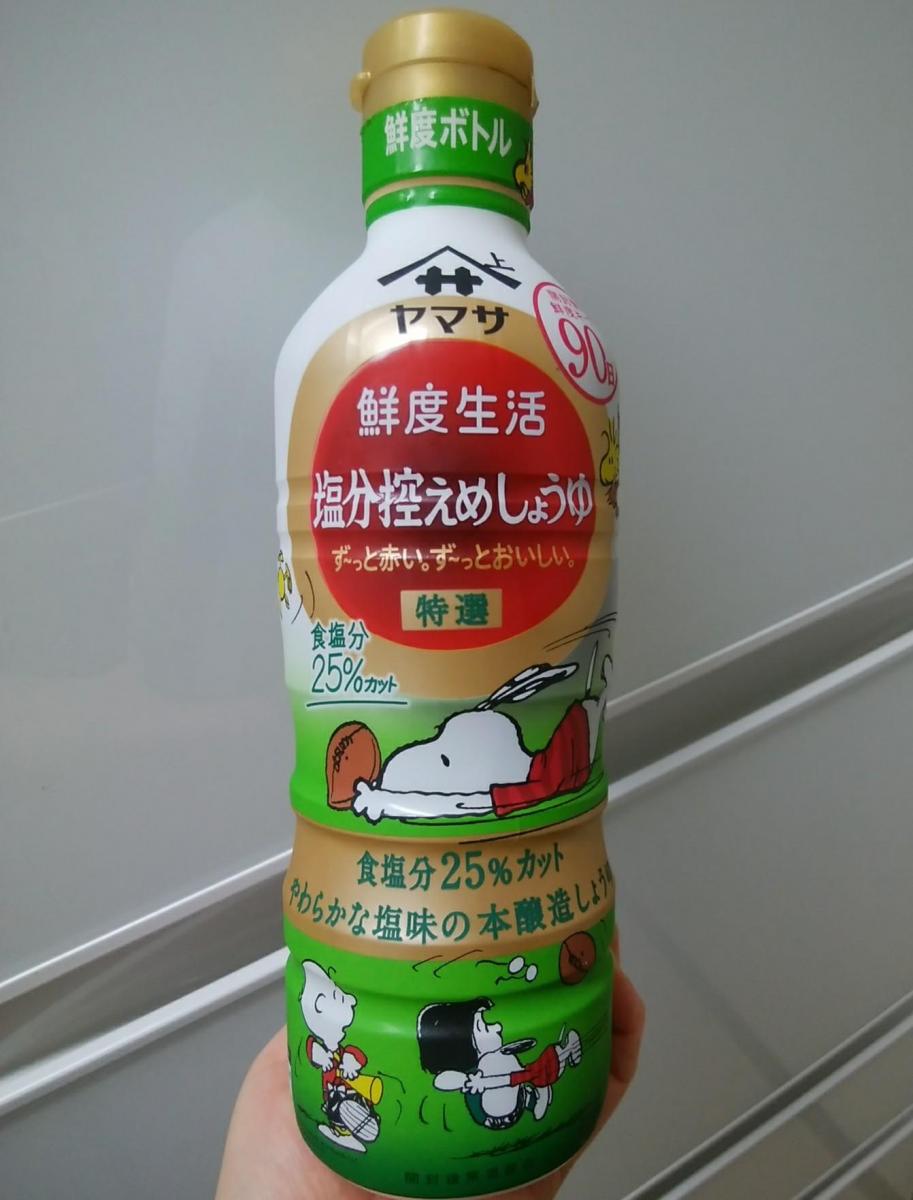 鮮度ボトル
上
サ
ヤマサ
90日
鮮度生活
塩分控えめしょうゆ
ず〜っと赤い。ず〜っとおいしい。
特選
食塩分
25%カット
食塩分25%カット
やわらかな塩味の本醸造しょうゆ